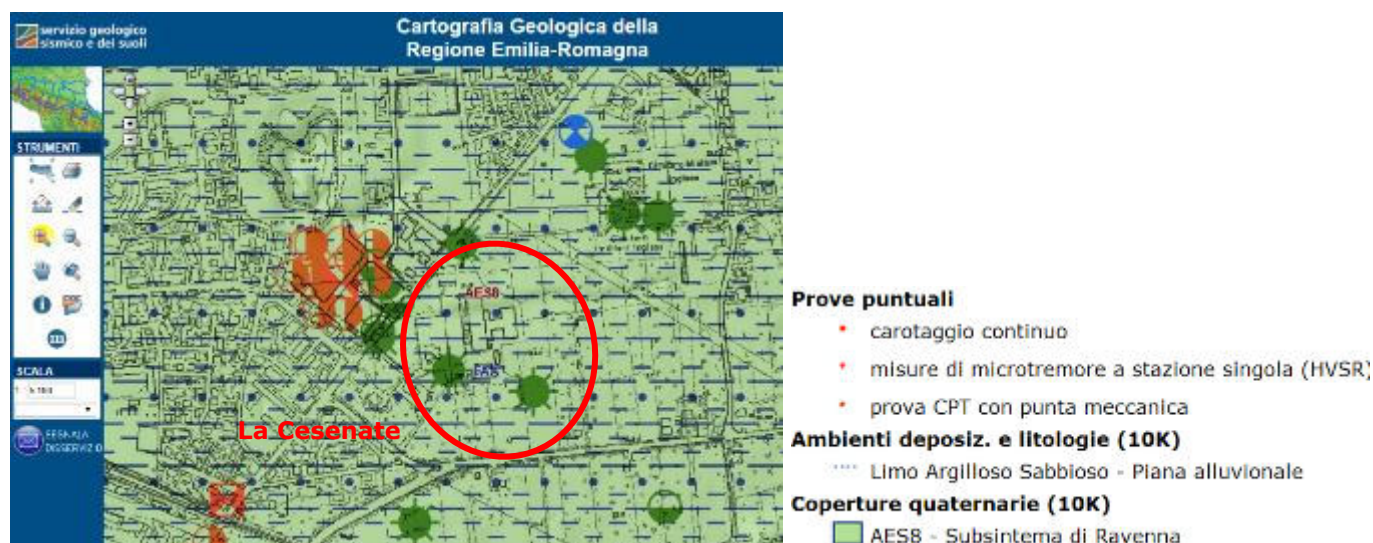 servizio geologico
sismico e dei suoli
Cartografia Geologica della
Regione Emilia-Romagna
STRUMENTI
SCALA
SEGNALA
DISSERVIZIO
AES8
La Cesenate
Prove puntuali
carotaggio continuo
misure di microtremore a stazione singola (HVSR)
prova CPT con punta meccanica
Ambienti deposiz. e litologie (10K)
Limo Argilloso Sabbioso - Piana alluvionale
Coperture quaternarie (10K)
AES8 - Subsintema di Ravenna